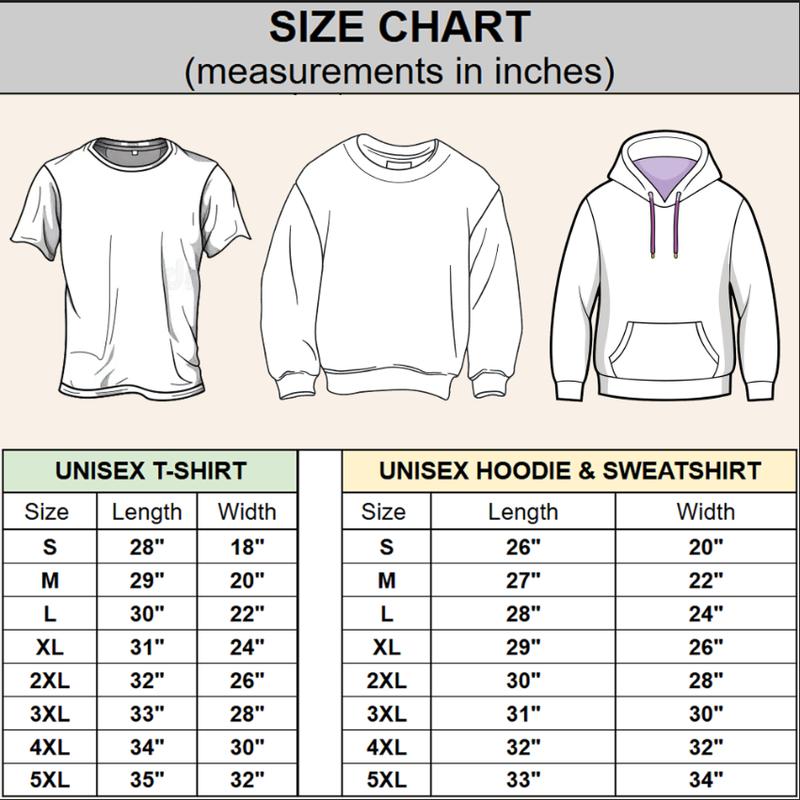 SIZE CHART
(measurements in inches)
UNISEX T-SHIRT
Size Length Width
S 28" 18"
M 29" 20"
L 30" 22"
XL 31" 24"
2XL 32" 26"
3XL 33" 28"
4XL 34" 30"
5XL 35" 32"
UNISEX HOODIE & SWEATSHIRT
Size Length Width
S 26" 20"
M 27" 22"
L 28" 24"
XL 29" 26"
2XL 30" 28"
3XL 31" 30"
4XL 32" 32"
5XL 33" 34"